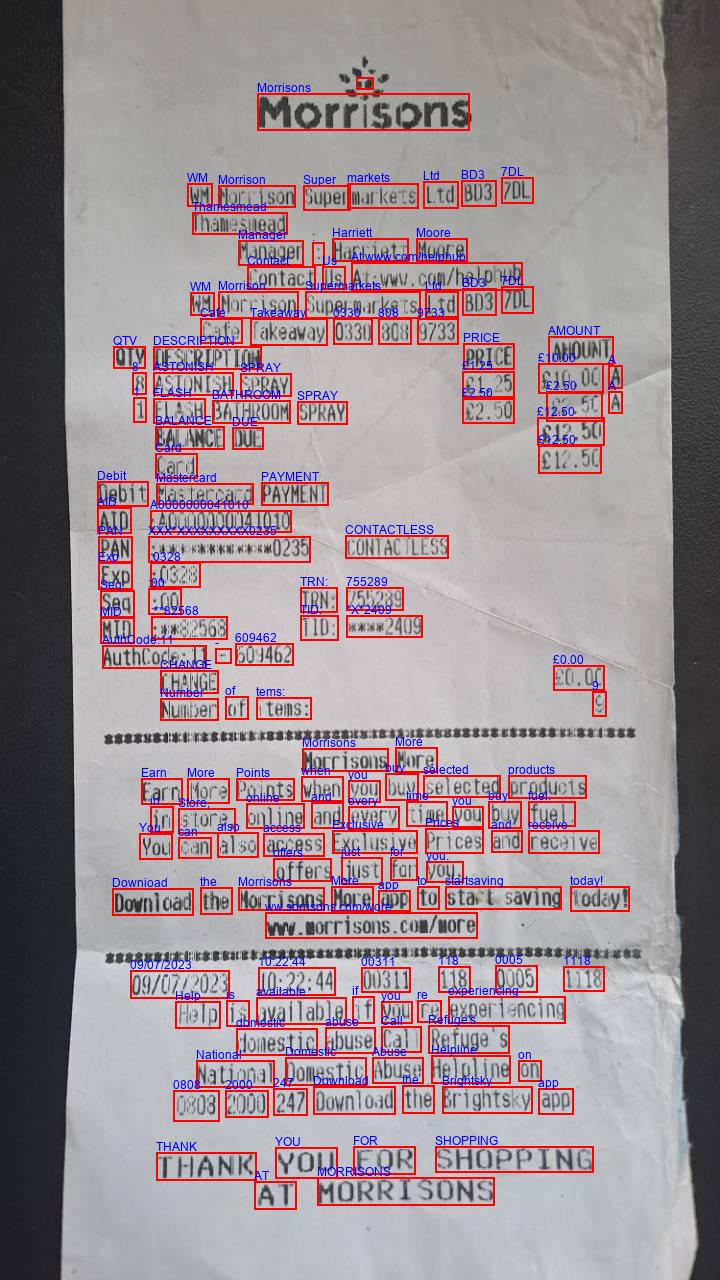 Morrisons
WM Morrison Supermarkets Ltd BD3 7DL
Thamesmead
Manager : Harriett Moore
Contact Us At:www.com/helphub
WM Morrison Supermarkets Ltd BD3 7DL
Cafe Takeaway 0330 808 9733
QTY DESCRIPTION PRICE AMOUNT
8 ASTONISH SPRAY £1.25 £10.00 A
1 FLASH BATHROOM SPRAY £2.50 £2.50 A
BALANCE DUE £12.50
Card £12.50
Debit Mastercard PAYMENT
AID :A0000000041010
PAN :************0235 CONTACTLESS
Exp :0328
Seq :00 TRN: 755289
MID :**82568 TID: ****2409
AuthCode:11 - 609462
CHANGE £0.00
Number of items: 9
Morrisons More
Earn More Points when you buy selected products
in store, online and every time you buy fuel.
You can also access Exclusive Prices and receive
offers just for you.
Download the Morrisons More app to start saving today!
www.morrisons.com/more
09/07/2023 10:22:44 00311 118 0005 1118
Help is available if you re experiencing
domestic abuse Call Refuge's
National Domestic Abuse Helpline on
0808 2000 247 Download the Brightsky app
THANK YOU FOR SHOPPING
AT MORRISONS